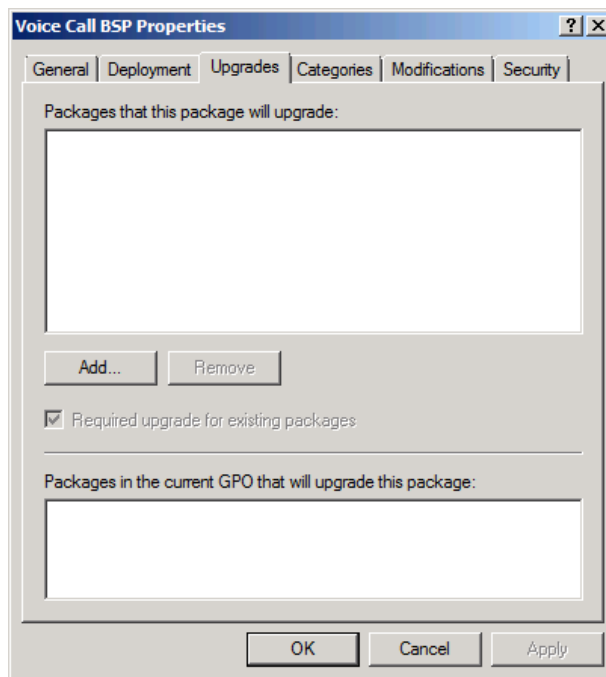 Voice Call BSP Properties
General Deployment Upgrades Categories Modifications Security
Packages that this package will upgrade:
Add... Remove
Required upgrade for existing packages
Packages in the current GPO that will upgrade this package:
OK Cancel Apply